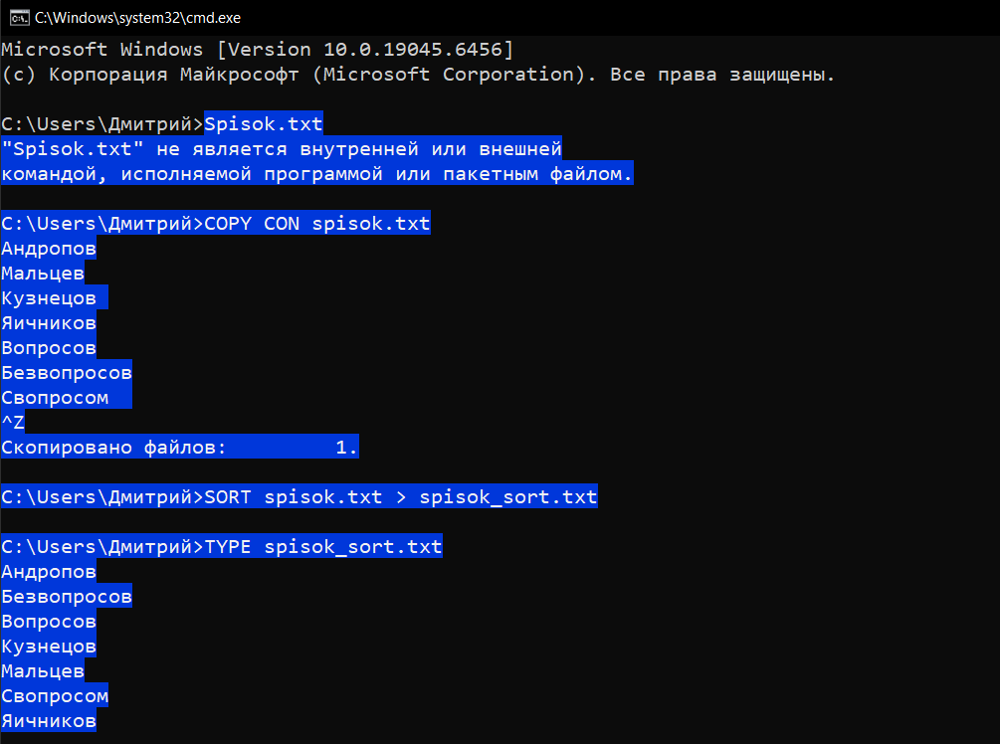 C:\Windows\system32\cmd.exe
Microsoft Windows [Version 10.0.19045.6456]
(c) Корпорация Майкрософт (Microsoft Corporation). Все права защищены.
C:\Users\Дмитрий>Spisok.txt
"Spisok.txt" не является внутренней или внешней
командой, исполняемой программой или пакетным файлом.
C:\Users\Дмитрий>COPY CON spisok.txt
Андропов
Мальцев
Кузнецов
Яичников
Вопросов
Безвопросов
Свопросом
^Z
Скопировано файлов:         1.
C:\Users\Дмитрий>SORT spisok.txt > spisok_sort.txt
C:\Users\Дмитрий>TYPE spisok_sort.txt
Андропов
Безвопросов
Вопросов
Кузнецов
Мальцев
Свопросом
Яичников